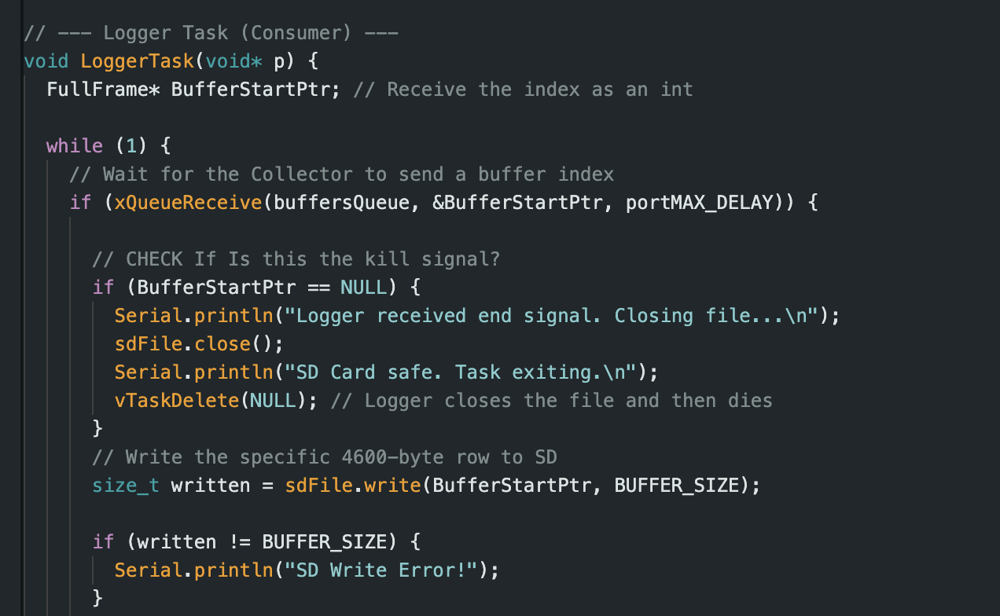 // --- Logger Task (Consumer) ---
void LoggerTask(void* p) {
FullFrame* BufferStartPtr; // Receive the index as an int
while (1) {
// Wait for the Collector to send a buffer index
if (xQueueReceive(buffersQueue, &BufferStartPtr, portMAX_DELAY)) {
// CHECK If Is this the kill signal?
if (BufferStartPtr == NULL) {
Serial.println("Logger received end signal. Closing file...\n");
sdFile.close();
Serial.println("SD Card safe. Task exiting.\n");
vTaskDelete(NULL); // Logger closes the file and then dies
}
// Write the specific 4600-byte row to SD
size_t written = sdFile.write(BufferStartPtr, BUFFER_SIZE);
if (written != BUFFER_SIZE) {
Serial.println("SD Write Error!");
}